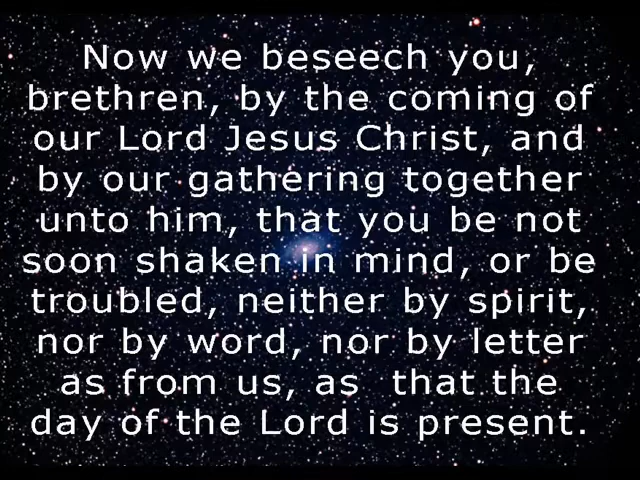 Now we beseech you,
brethren, by the coming of
our Lord Jesus Christ, and
by our gathering together
unto him, that you be not
soon shaken in mind, or be
troubled, neither by spirit,
nor by word, nor by letter
as from us, as  that the
day of the Lord is present.